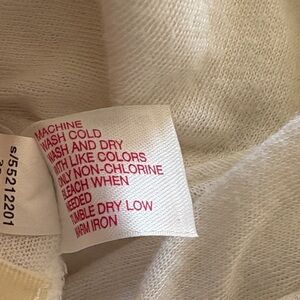 MACHINE
WASH COLD
WASH AND DRY
WITH LIKE COLORS
ONLY NON-CHLORINE
BLEACH WHEN
NEEDED
TUMBLE DRY LOW
WARM IRON
s/55212201